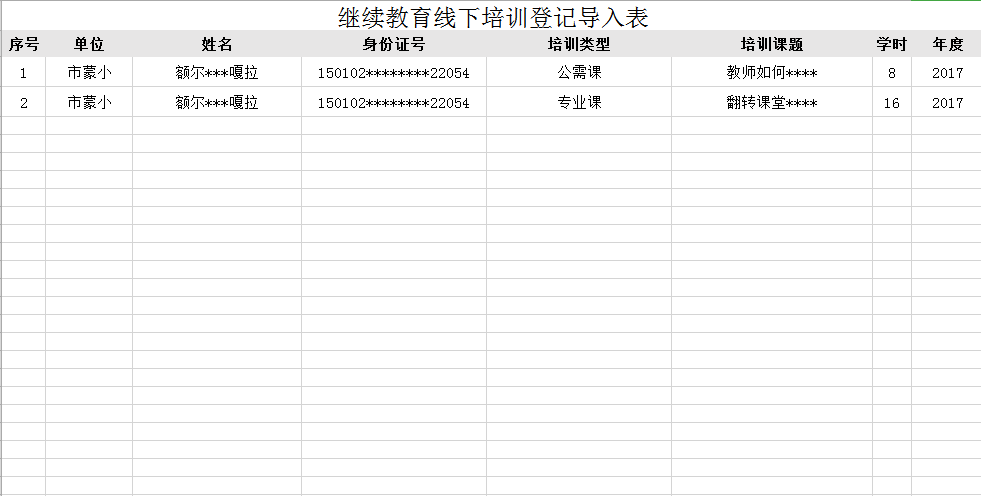 继续教育线下培训登记导入表
序号 单位 姓名 身份证号 培训类型 培训课题 学时 年度
1 市蒙小 额尔***嘎拉 150102********22054 公需课 教师如何**** 8 2017
2 市蒙小 额尔***嘎拉 150102********22054 专业课 翻转课堂**** 16 2017